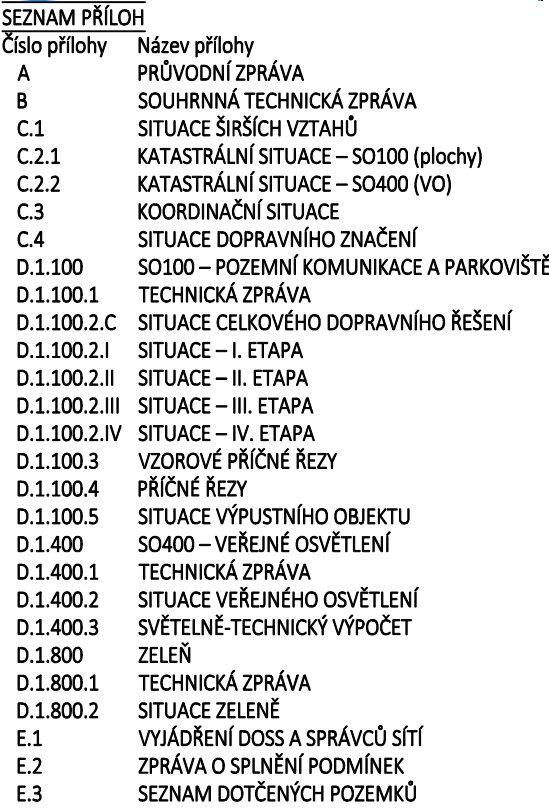 SEZNAM PŘÍLOH
Číslo přílohy Název přílohy
A PRŮVODNÍ ZPRÁVA
B SOUHRNNÁ TECHNICKÁ ZPRÁVA
C.1 SITUACE ŠIRŠÍCH VZTAHŮ
C.2.1 KATASTRÁLNÍ SITUACE – SO100 (plochy)
C.2.2 KATASTRÁLNÍ SITUACE – SO400 (VO)
C.3 KOORDINAČNÍ SITUACE
C.4 SITUACE DOPRAVNÍHO ZNAČENÍ
D.1.100 SO100 – POZEMNÍ KOMUNIKACE A PARKOVIŠTĚ
D.1.100.1 TECHNICKÁ ZPRÁVA
D.1.100.2.C SITUACE CELKOVÉHO DOPRAVNÍHO ŘEŠENÍ
D.1.100.2.I SITUACE – I. ETAPA
D.1.100.2.II SITUACE – II. ETAPA
D.1.100.2.III SITUACE – III. ETAPA
D.1.100.2.IV SITUACE – IV. ETAPA
D.1.100.3 VZOROVÉ PŘÍČNÉ ŘEZY
D.1.100.4 PŘÍČNÉ ŘEZY
D.1.100.5 SITUACE VÝPUSTNÍHO OBJEKTU
D.1.400 SO400 – VEŘEJNÉ OSVĚTLENÍ
D.1.400.1 TECHNICKÁ ZPRÁVA
D.1.400.2 SITUACE VEŘEJNÉHO OSVĚTLENÍ
D.1.400.3 SVĚTELNĚ-TECHNICKÝ VÝPOČET
D.1.800 ZELEŇ
D.1.800.1 TECHNICKÁ ZPRÁVA
D.1.800.2 SITUACE ZELENĚ
E.1 VYJÁDŘENÍ DOSS A SPRÁVCŮ SÍTÍ
E.2 ZPRÁVA O SPLNĚNÍ PODMÍNEK
E.3 SEZNAM DOTČENÝCH POZEMKŮ